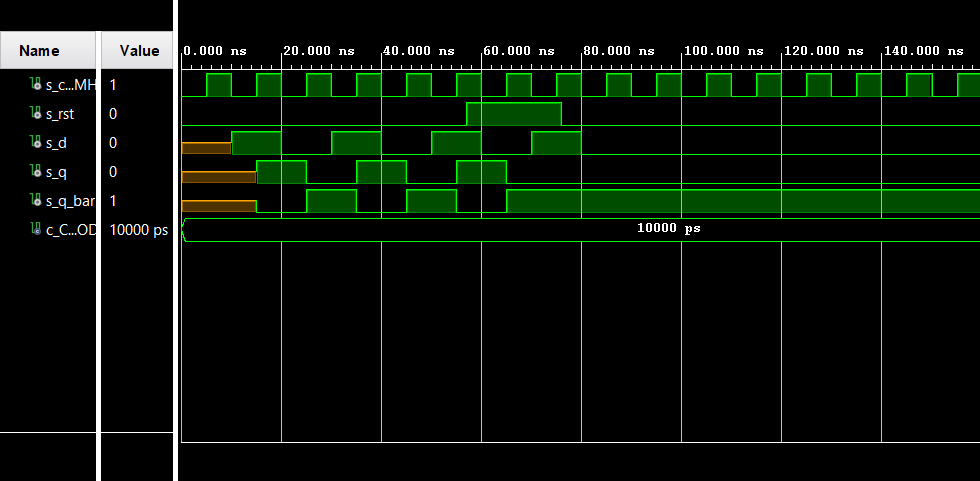 Name Value 0.000 ns 20.000 ns 40.000 ns 60.000 ns 80.000 ns 100.000 ns 120.000 ns 140.000 ns
s_c...MH 1
s_rst 0
s_d 0
s_q 0
s_q_bar 1
c_C...OD 10000 ps 10000 ps